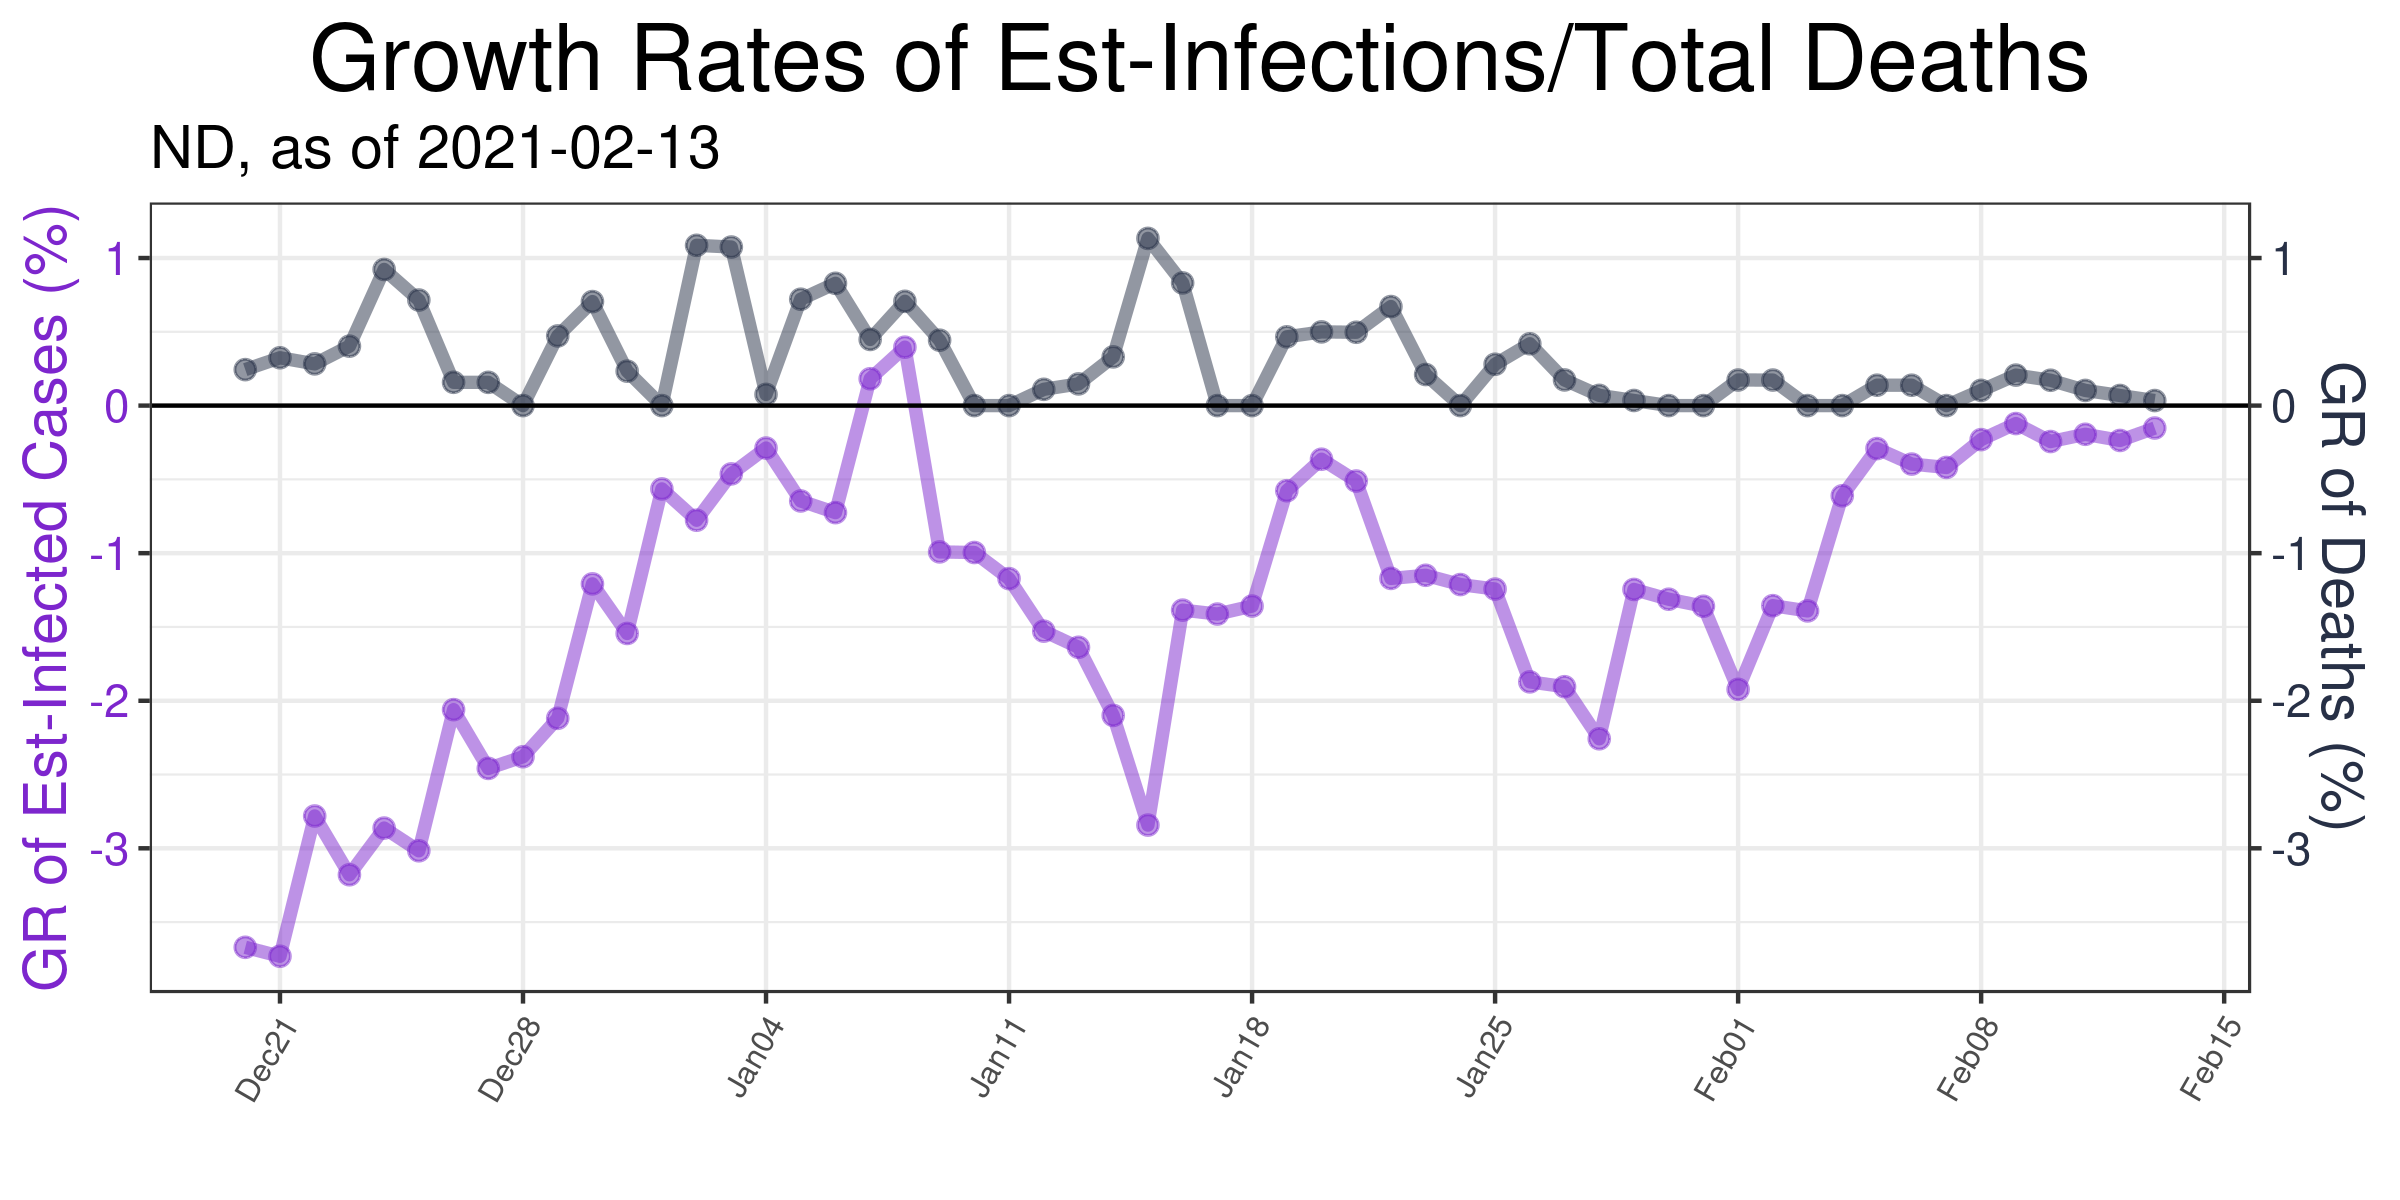 Growth Rates of Est-Infections/Total Deaths
ND, as of 2021-02-13
GR of Est-Infected Cases (%)
1
0
-1
-2
-3
1
0
-1
-2
-3
GR of Deaths (%)
Dec21
Dec28
Jan04
Jan11
Jan18
Jan25
Feb01
Feb08
Feb15